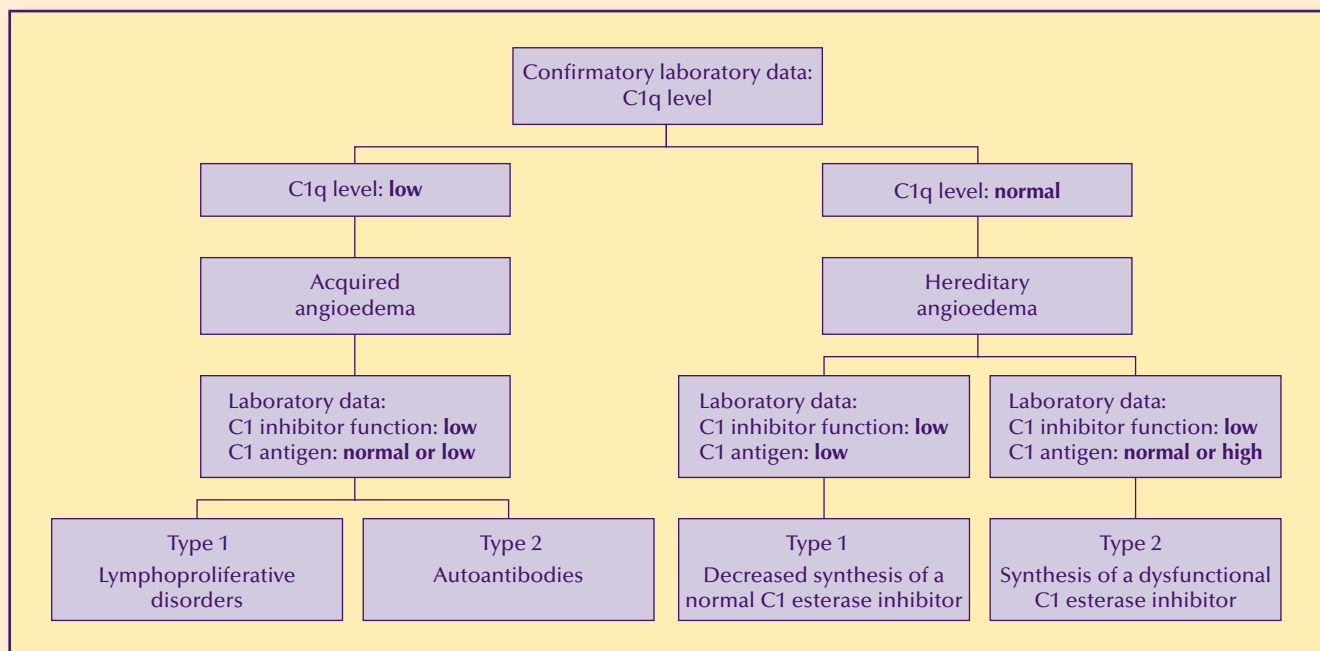 Confirmatory laboratory data:
C1q level
C1q level: low
C1q level: normal
Acquired
angioedema
Hereditary
angioedema
Laboratory data:
C1 inhibitor function: low
C1 antigen: normal or low
Laboratory data:
C1 inhibitor function: low
C1 antigen: low
Laboratory data:
C1 inhibitor function: low
C1 antigen: normal or high
Type 1
Lymphoproliferative
disorders
Type 2
Autoantibodies
Type 1
Decreased synthesis of a
normal C1 esterase inhibitor
Type 2
Synthesis of a dysfunctional
C1 esterase inhibitor